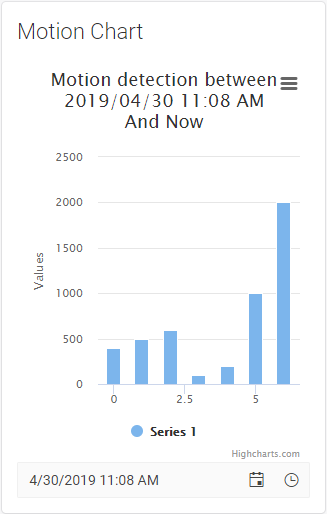 Motion Chart
Motion detection between
2019/04/30 11:08 AM
And Now
2500
2000
1500
1000
500
0
Values
0 2.5 5
Series 1
Highcharts.com
4/30/2019 11:08 AM